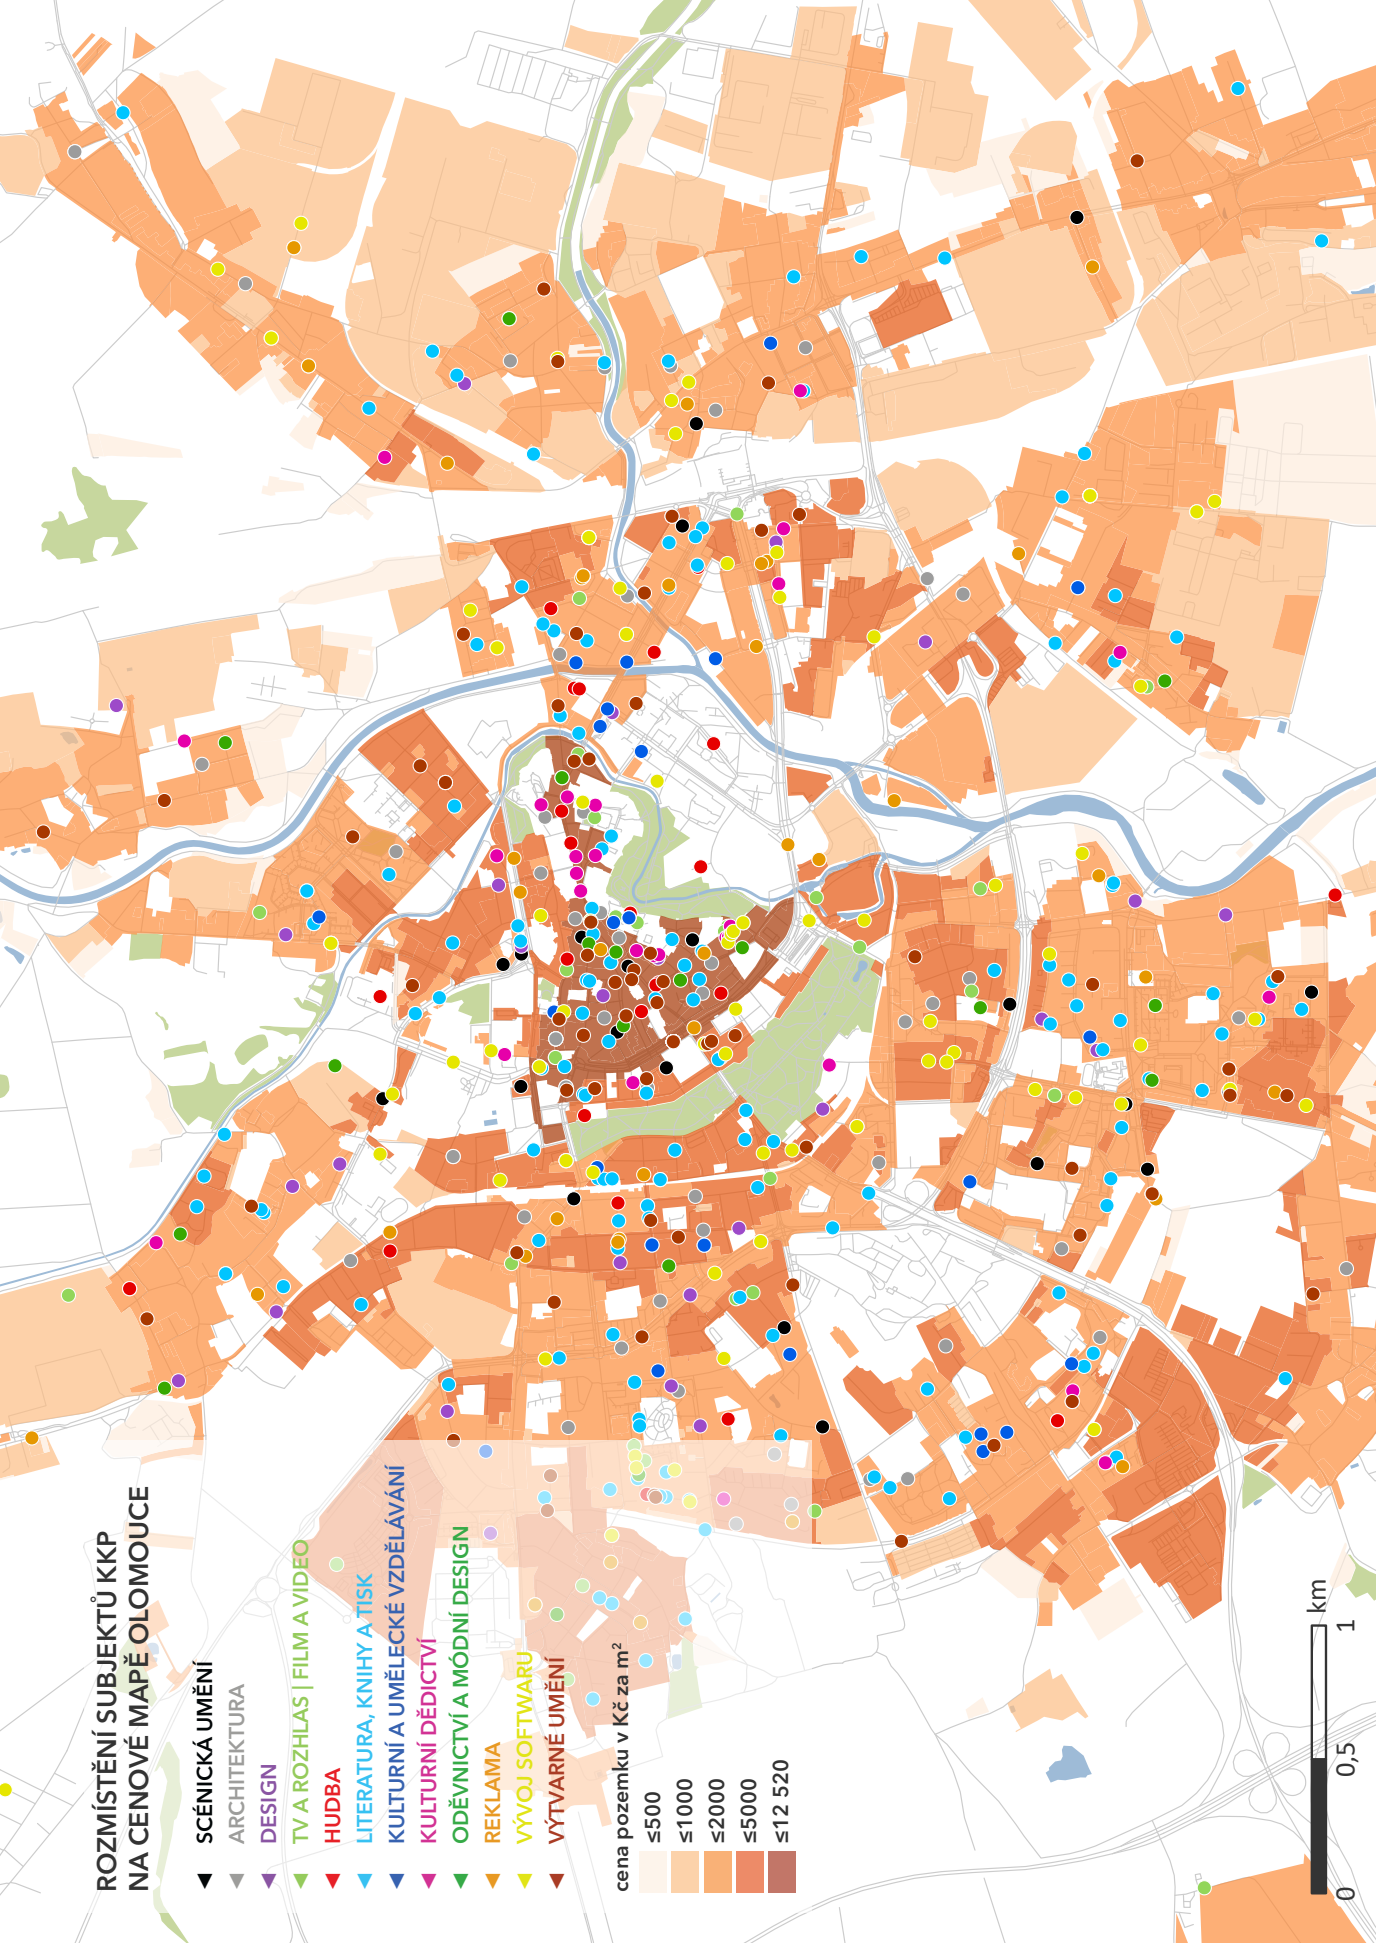 ROZMÍSTĚNÍ SUBJEKTŮ KKP
NA CENOVÉ MAPĚ OLOMOUCE
SCÉNICKÁ UMĚNÍ
ARCHITEKTURA
DESIGN
TV A ROZHLAS | FILM A VIDEO
HUDBA
LITERATURA, KNIHY A TISK
KULTURNÍ A UMĚLECKÉ VZDĚLÁVÁNÍ
KULTURNÍ DĚDICTVÍ
ODĚVNICTVÍ A MÓDNÍ DESIGN
REKLAMA
VÝVOJ SOFTWARU
VÝTVARNÉ UMĚNÍ
cena pozemku v Kč za m²
≤500
≤1000
≤2000
≤5000
≤12 520
0 0,5 1 km